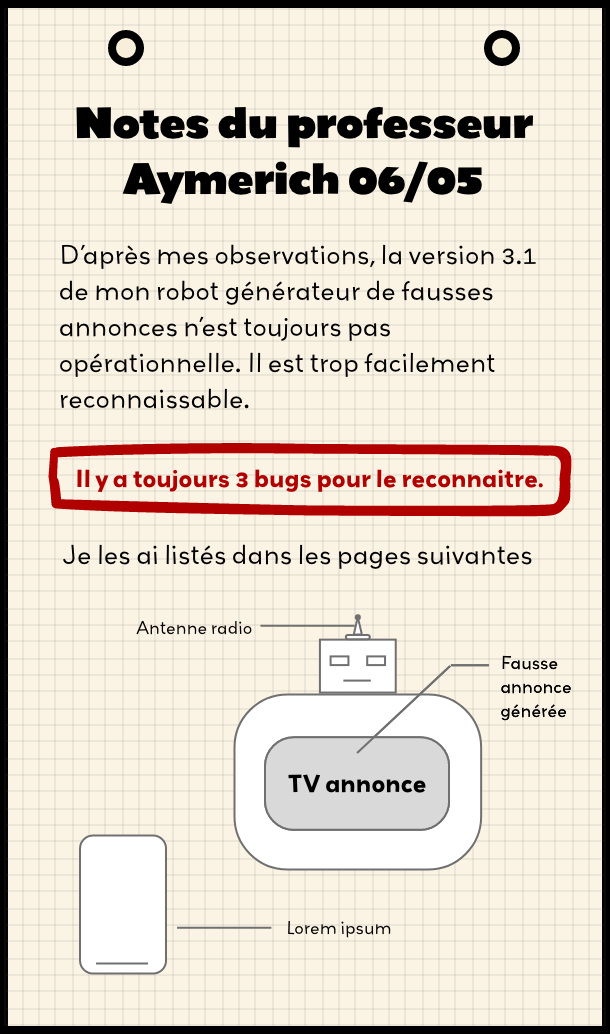 Notes du professeur
Aymerich 06/05
D’après mes observations, la version 3.1
de mon robot générateur de fausses
annonces n’est toujours pas
opérationnelle. Il est trop facilement
reconnaissable.
Il y a toujours 3 bugs pour le reconnaitre.
Je les ai listés dans les pages suivantes
Antenne radio
Fausse
annonce
générée
TV annonce
Lorem ipsum